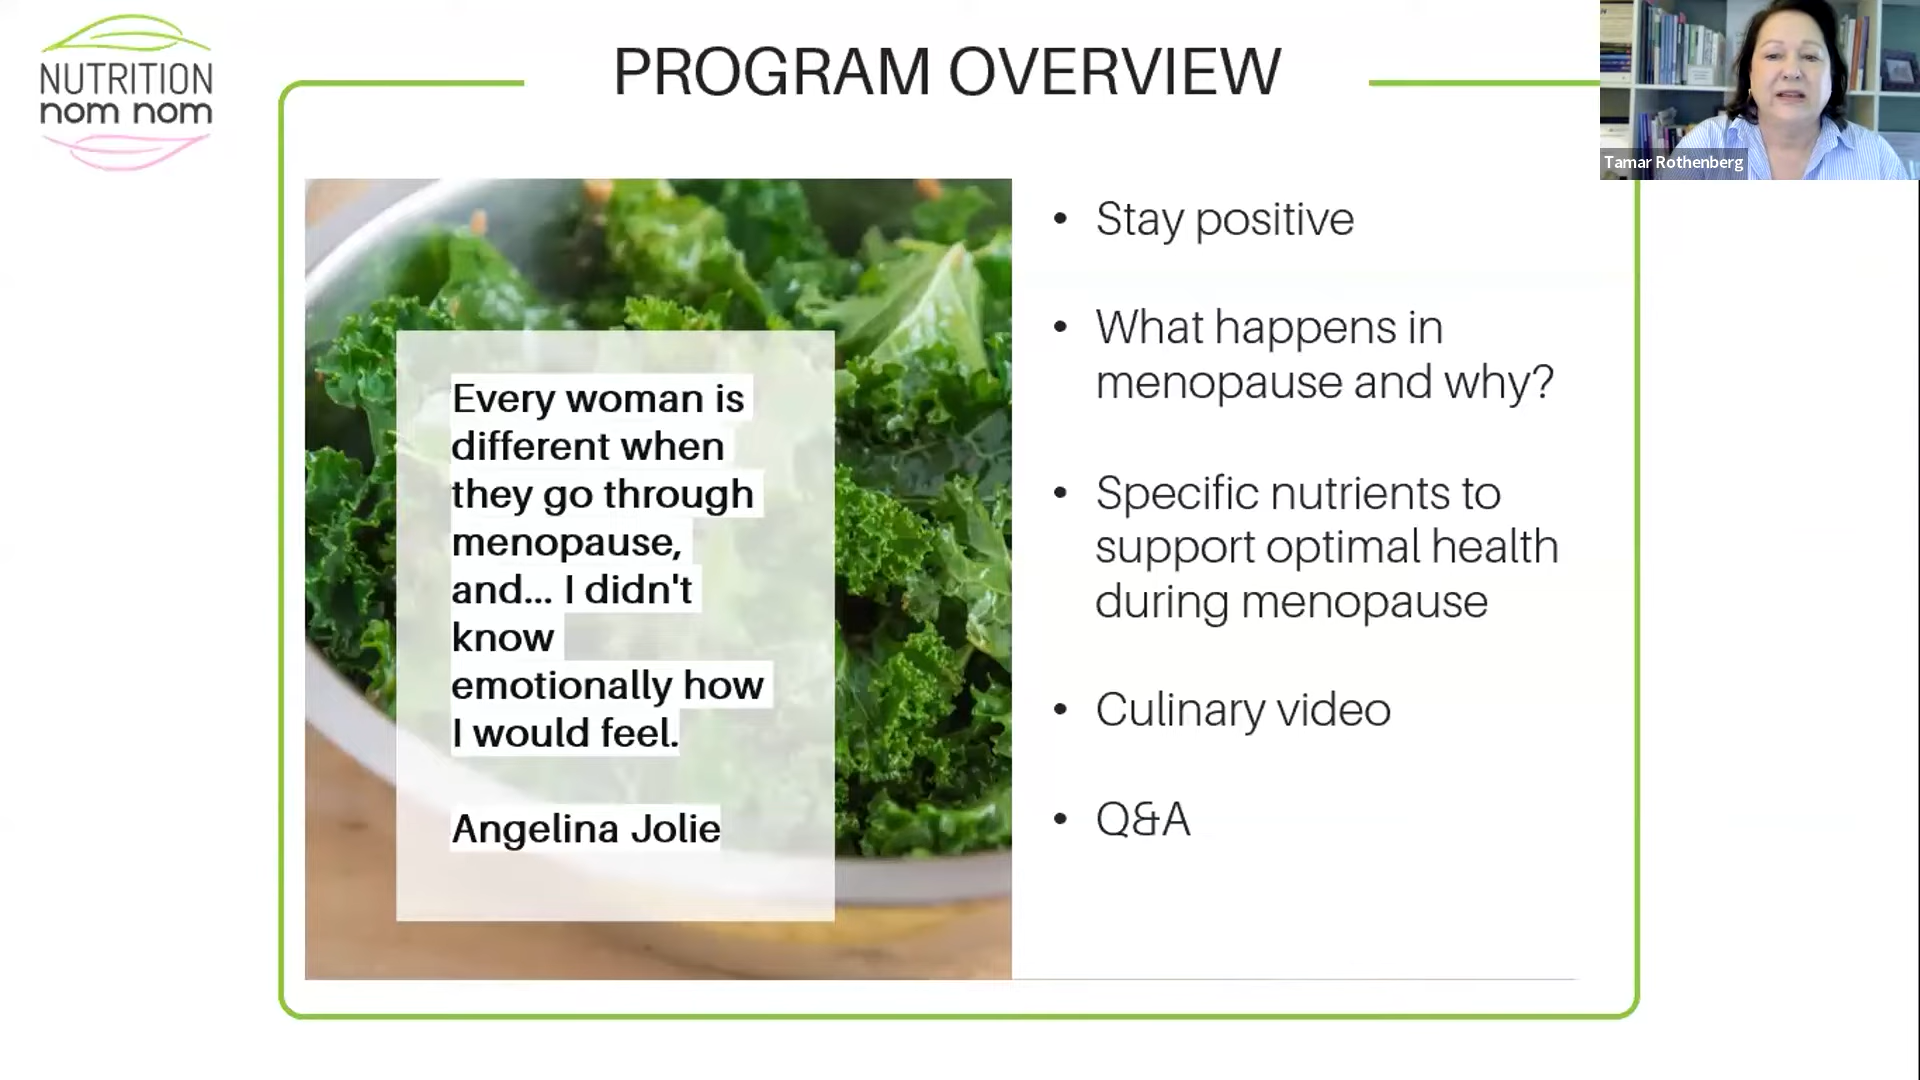 NUTRITION
nom nom
PROGRAM OVERVIEW
Tamar Rothenberg
Every woman is
different when
they go through
menopause,
and... I didn't
know
emotionally how
I would feel.
Angelina Jolie
• Stay positive
• What happens in
menopause and why?
• Specific nutrients to
support optimal health
during menopause
• Culinary video
• Q&A